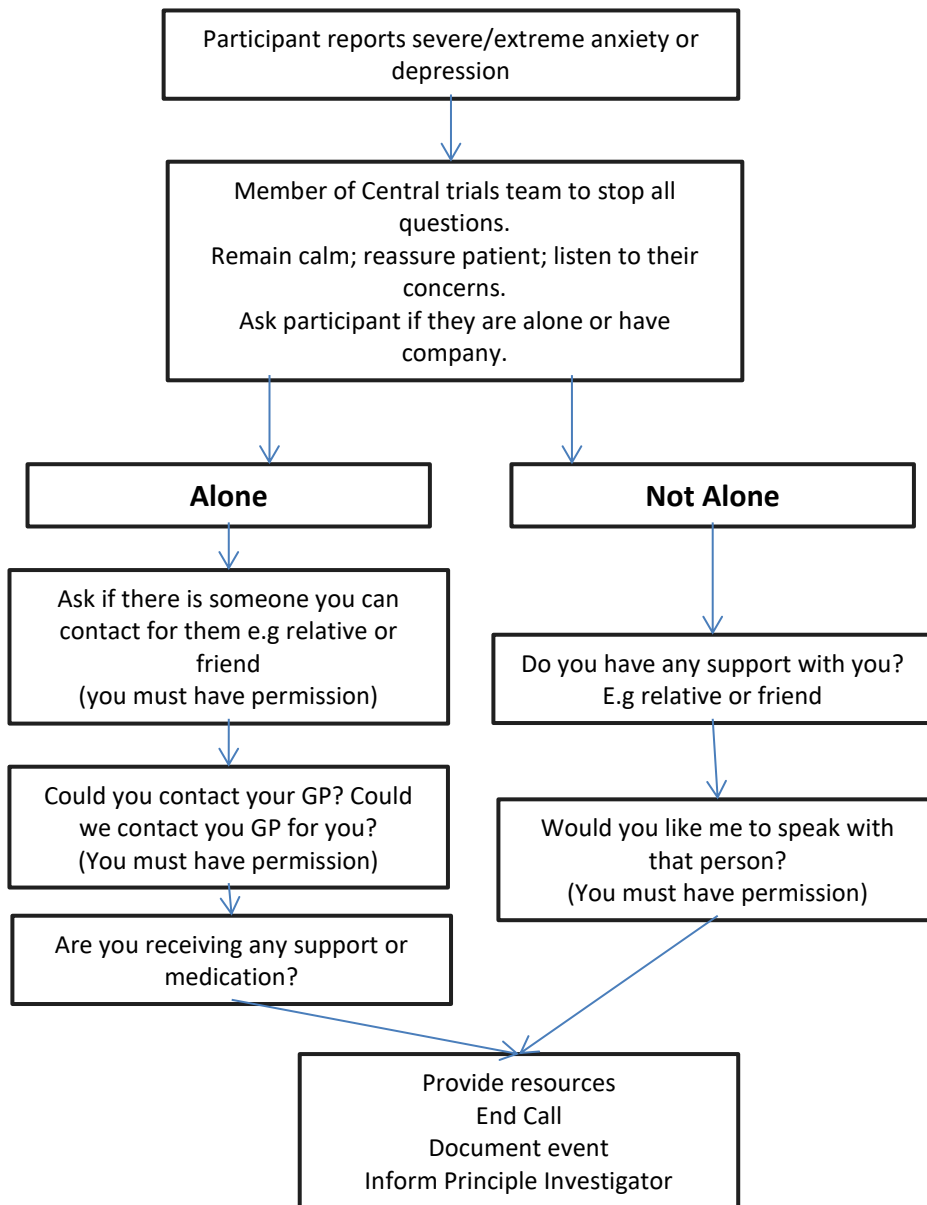 Participant reports severe/extreme anxiety or
depression
Member of Central trials team to stop all
questions.
Remain calm; reassure patient; listen to their
concerns.
Ask participant if they are alone or have
company.
Alone
Not Alone
Ask if there is someone you can
contact for them e.g relative or
friend
(you must have permission)
Do you have any support with you?
E.g relative or friend
Could you contact your GP? Could
we contact you GP for you?
(You must have permission)
Would you like me to speak with
that person?
(You must have permission)
Are you receiving any support or
medication?
Provide resources
End Call
Document event
Inform Principle Investigator